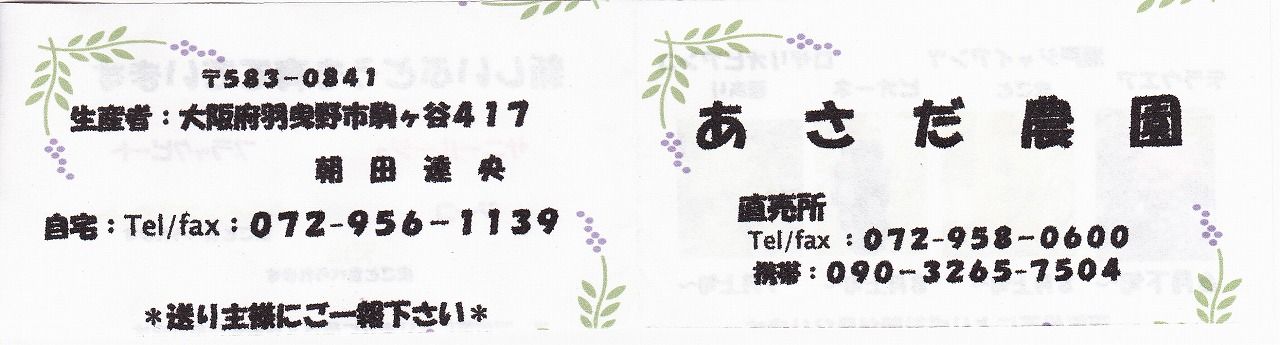 〒583-0841
生産者：大阪府羽曳野市駒ヶ谷417
朝田達央
自宅：Tel/fax：072-956-1139
＊送り主様にご一報下さい＊
あさだ農園
直売所
Tel/fax：072-958-0600
携帯：090-3265-7504